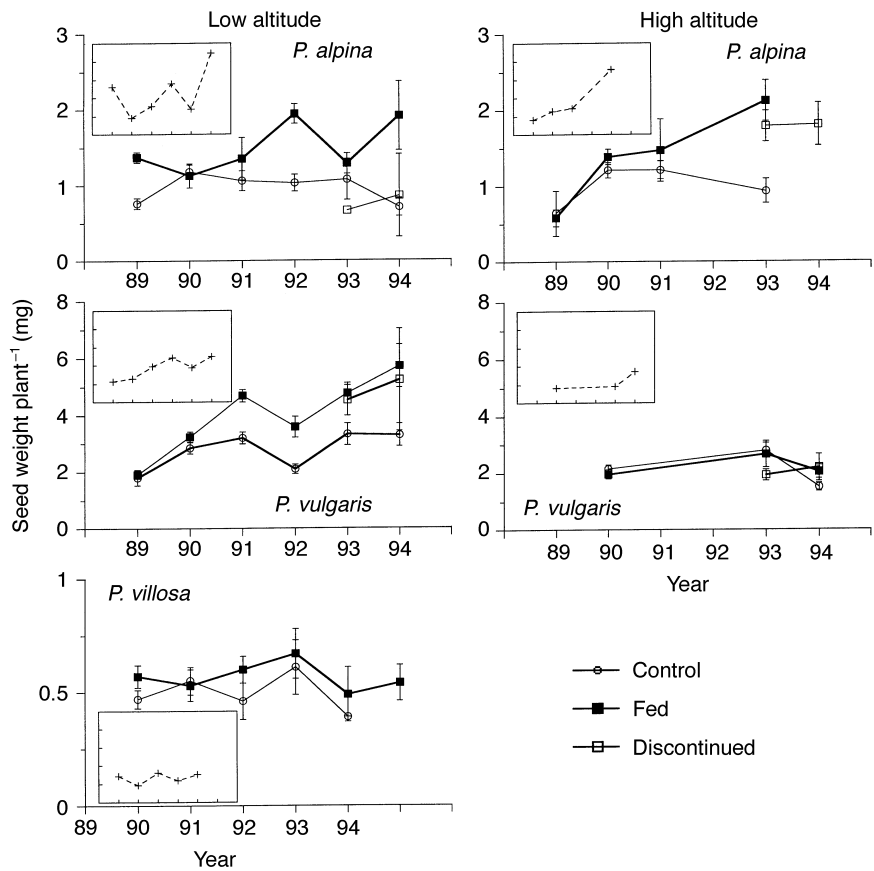 Low altitude
High altitude
3
P. alpina
2
1
0
89 90 91 92 93 94
3
P. alpina
2
1
0
89 90 91 92 93 94
Seed weight plant⁻¹ (mg)
8
6
4
2
P. vulgaris
0
89 90 91 92 93 94
8
6
4
2
P. vulgaris
0
89 90 91 92 93 94
Year
1
P. villosa
0.5
0
89 90 91 92 93 94
Year
Control
Fed
Discontinued